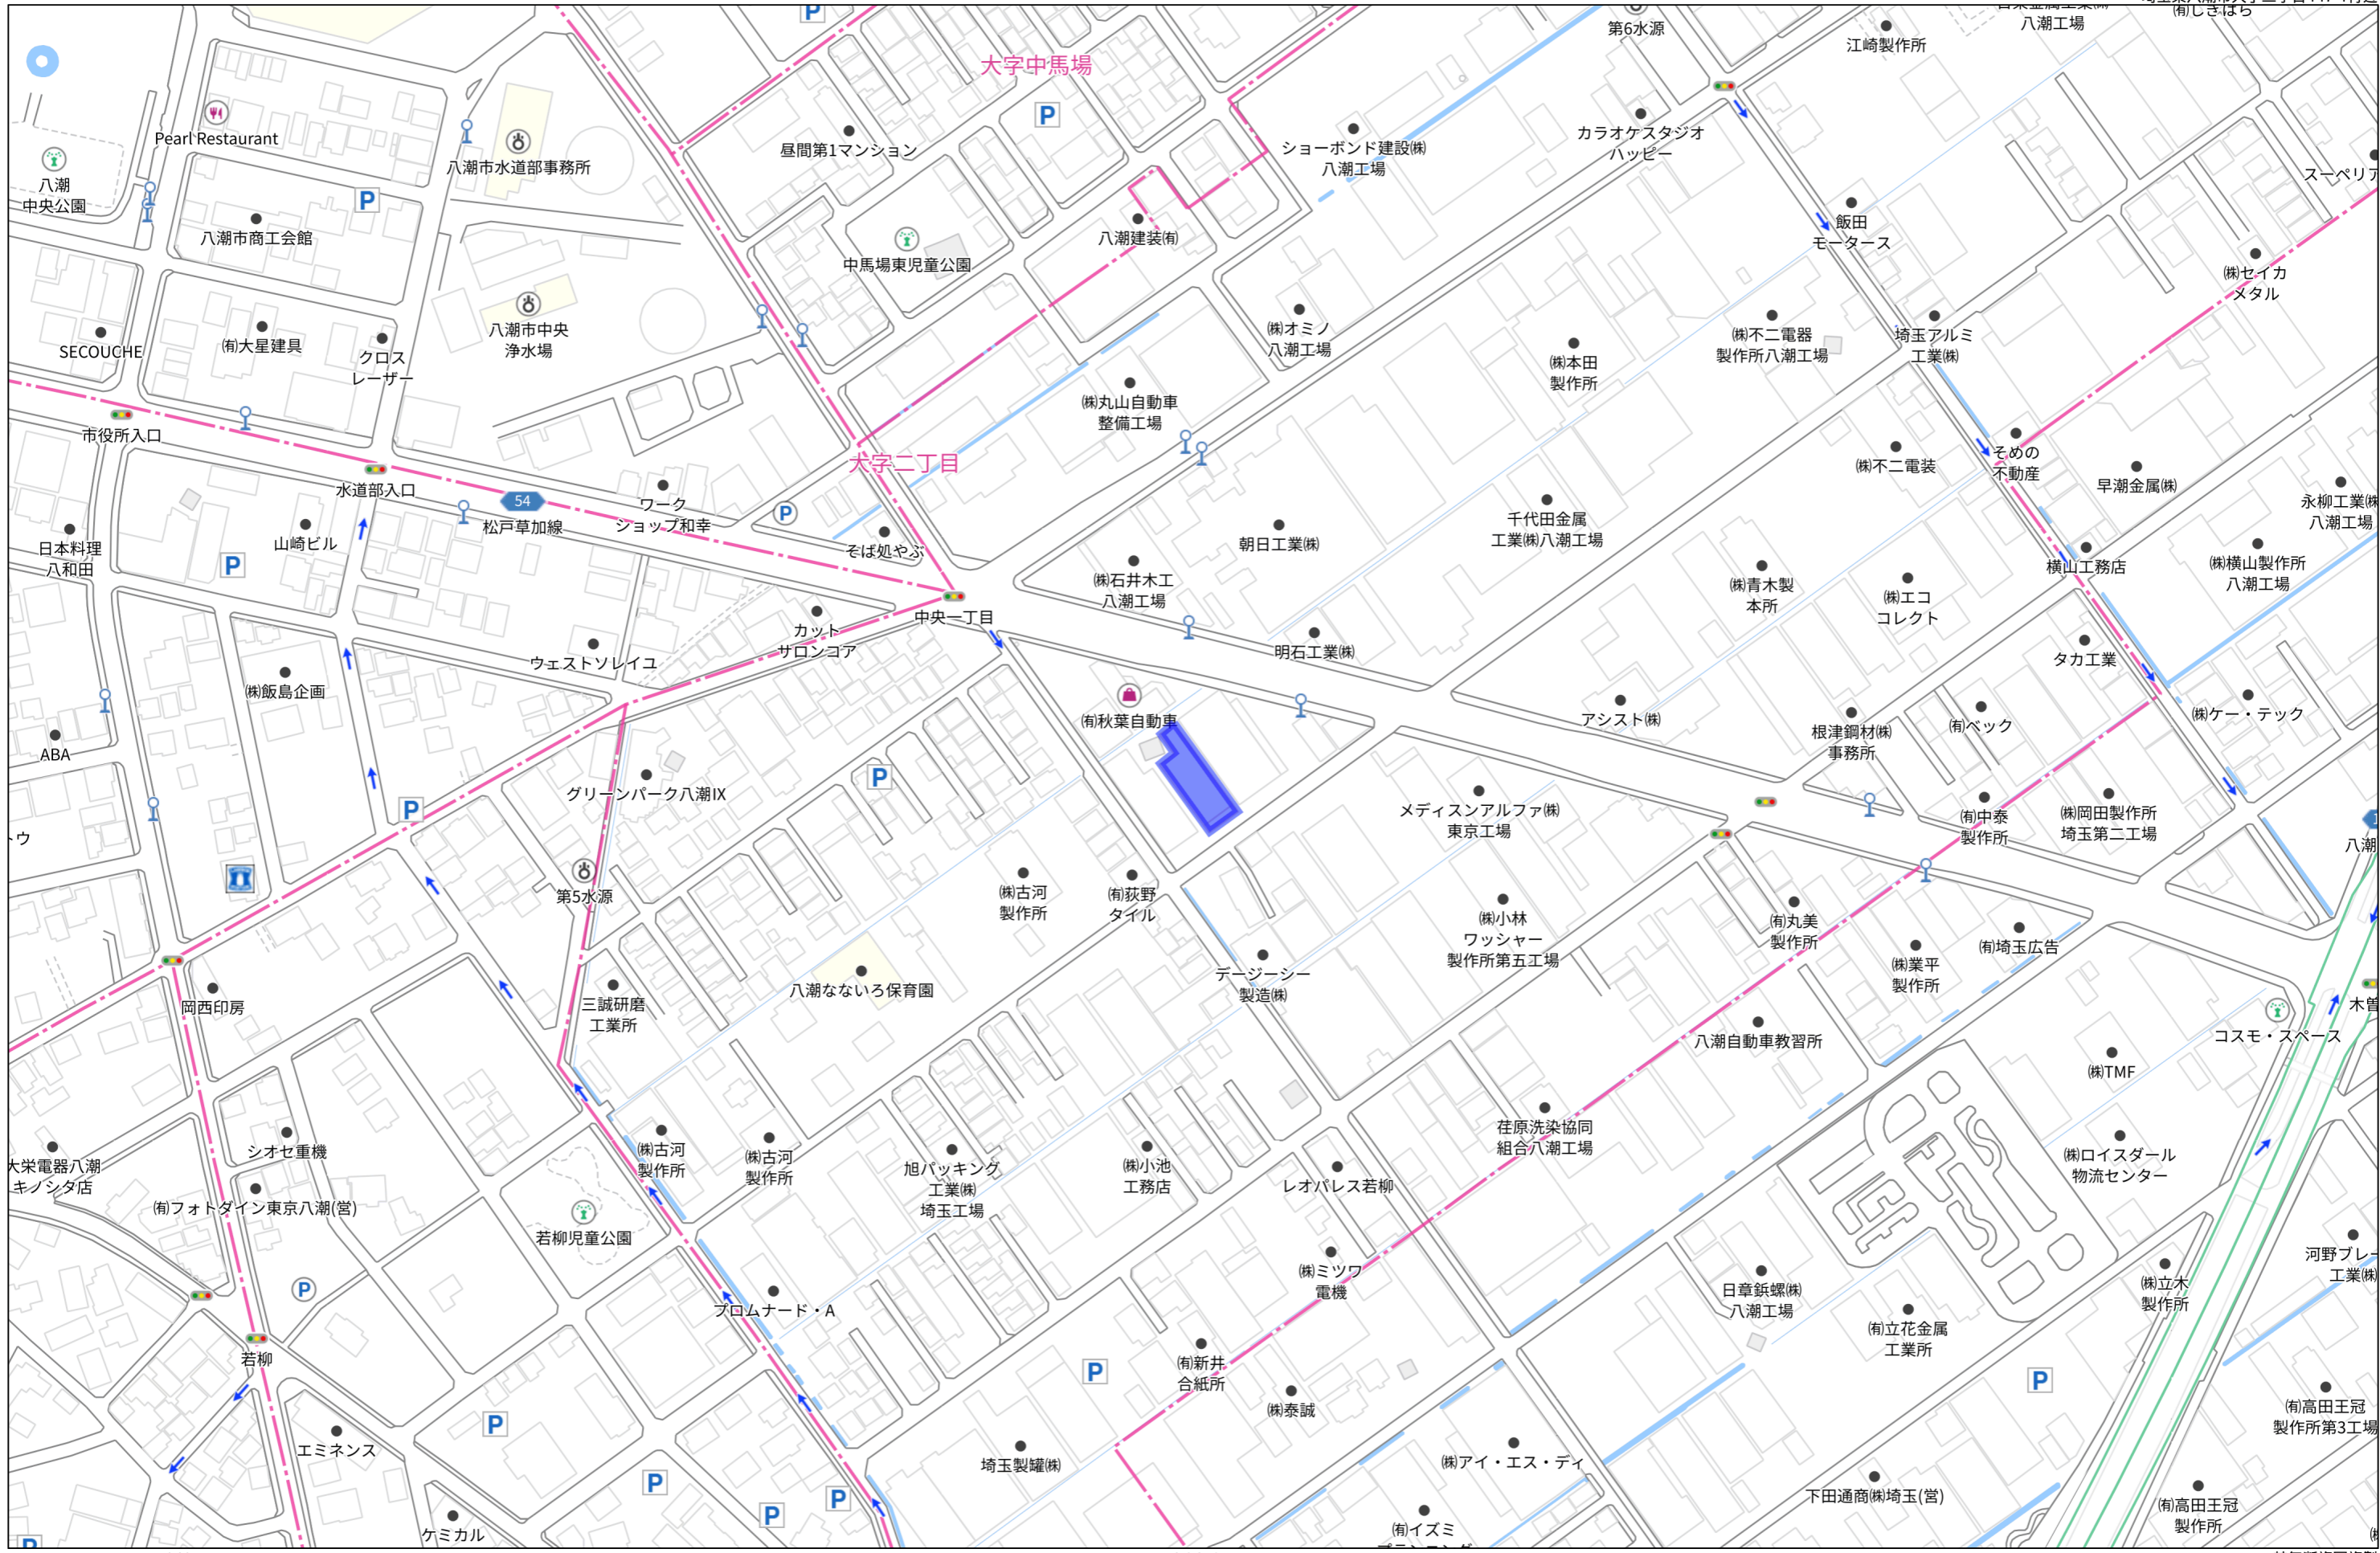 大字中馬場
第6水源
江崎製作所
八潮工場
㈲しきはら
Pearl Restaurant
八潮
中央公園
八潮市水道部事務所
昼間第1マンション
ショーボンド建設㈱
八潮工場
カラオケスタジオ
ハッピー
スーペリア
八潮市商工会館
中馬場東児童公園
八潮建装㈲
飯田
モータース
㈱セイカ
メタル
SECOUCHE
㈲大星建具
クロス
レーザー
八潮市中央
浄水場
㈱オミノ
八潮工場
㈱本田
製作所
㈱不二電器
製作所八潮工場
埼玉アルミ
工業㈱
㈱丸山自動車
整備工場
市役所入口
水道部入口
54
松戸草加線
ワーク
ショップ和幸
大字二丁目
そば処やぶ
㈱不二電装
そめの
不動産
早潮金属㈱
永柳工業㈱
八潮工場
日本料理
八和田
山崎ビル
朝日工業㈱
千代田金属
工業㈱八潮工場
㈱石井木工
八潮工場
㈱青木製
本所
㈱エコ
コレクト
横山工務店
㈱横山製作所
八潮工場
中央一丁目
カット
サロンコア
ウェストソレイユ
明石工業㈱
タカ工業
㈱飯島企画
㈲秋葉自動車
アシスト㈱
根津鋼材㈱
事務所
㈲ベック
㈱ケー・テック
ABA
グリーンパーク八潮Ⅸ
メディスンアルファ㈱
東京工場
㈲中泰
製作所
㈱岡田製作所
埼玉第二工場
トウ
八潮
第5水源
㈱古河
製作所
㈲荻野
タイル
㈱小林
ワッシャー
製作所第五工場
㈲丸美
製作所
㈱業平
製作所
㈲埼玉広告
岡西印房
三誠研磨
工業所
八潮なないろ保育園
デージーシー
製造㈱
八潮自動車教習所
コスモ・スペース
木曽
㈱TMF
大栄電器八潮
キノシタ店
シオセ重機
㈲フォトダイン東京八潮(営)
㈱古河
製作所
㈱古河
製作所
旭パッキング
工業㈱
埼玉工場
㈱小池
工務店
レオパレス若柳
荏原洗染協同
組合八潮工場
㈱ロイスダール
物流センター
若柳児童公園
プロムナード・A
㈱ミツワ
電機
日章鋲螺㈱
八潮工場
㈲立花金属
工業所
㈱立木
製作所
河野ブレー
工業㈱
若柳
㈲新井
合紙所
㈱泰誠
㈲高田王冠
製作所第3工場
エミネンス
埼玉製罐㈱
㈱アイ・エス・ディ
下田通商㈱埼玉(営)
㈲高田王冠
製作所
ケミカル
㈲イズミ